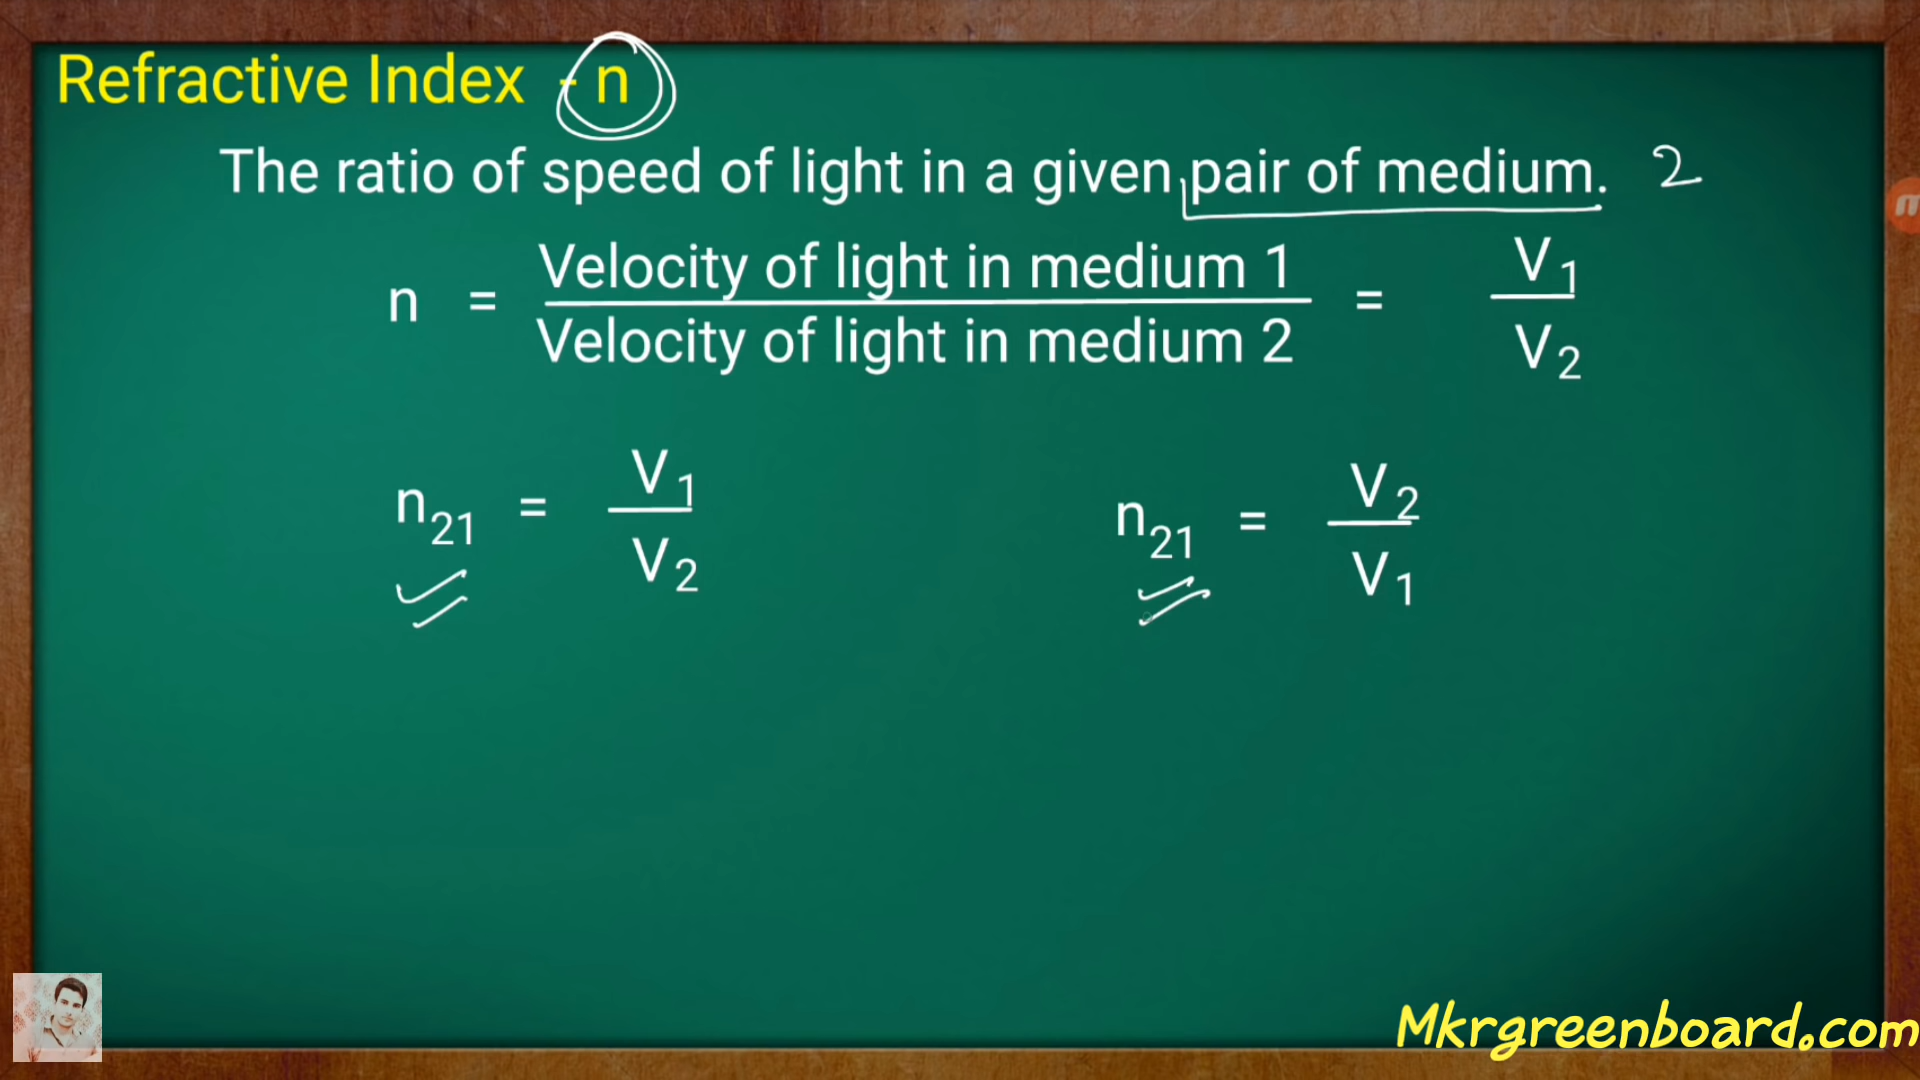 Refractive Index - n
The ratio of speed of light in a given pair of medium. 2
n = Velocity of light in medium 1 / Velocity of light in medium 2 = V1 / V2
n21 = V1 / V2
n21 = V2 / V1
m
Mkrgreenboard.com